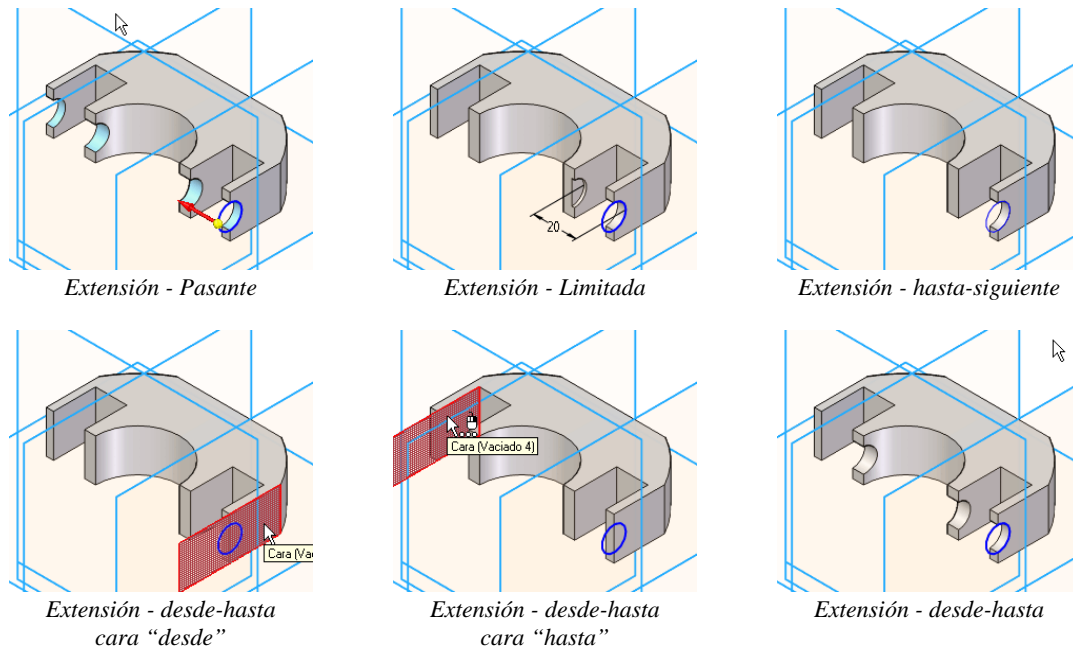 20
Extensión - Pasante
Extensión - Limitada
Extensión - hasta-siguiente
Cara (Va
Cara (Vaciado 4)
Extensión - desde-hasta
cara “desde”
Extensión - desde-hasta
cara “hasta”
Extensión - desde-hasta